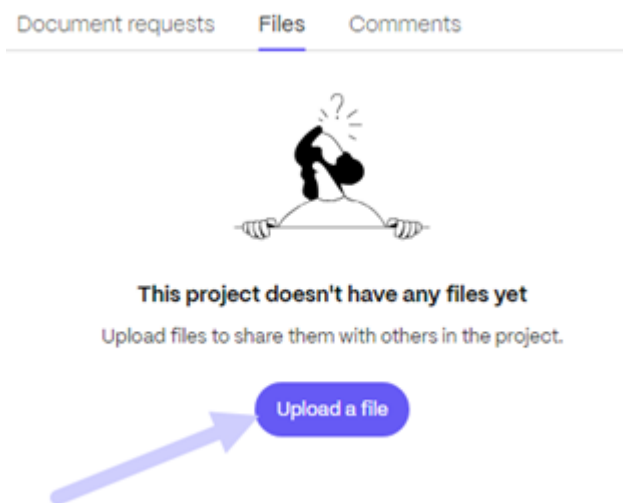 Document requests Files Comments
?
This project doesn't have any files yet
Upload files to share them with others in the project.
Upload a file